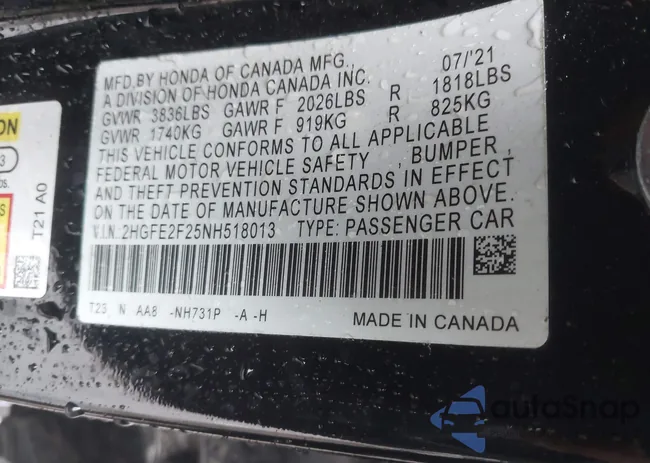 MFD.BY HONDA OF CANADA MFG. 07/'21
A DIVISION OF HONDA CANADA INC.
GVWR 3836LBS GAWR F 2026LBS R 1818LBS
GVWR 1740KG GAWR F 919KG R 825KG
THIS VEHICLE CONFORMS TO ALL APPLICABLE
FEDERAL MOTOR VEHICLE SAFETY , BUMPER ,
AND THEFT PREVENTION STANDARDS IN EFFECT
ON THE DATE OF MANUFACTURE SHOWN ABOVE.
V.I.N: 2HGFE2F25NH518013 TYPE: PASSENGER CAR
T25 N AA8 -NH731P -A -H
MADE IN CANADA
T21 A0
autoSnap